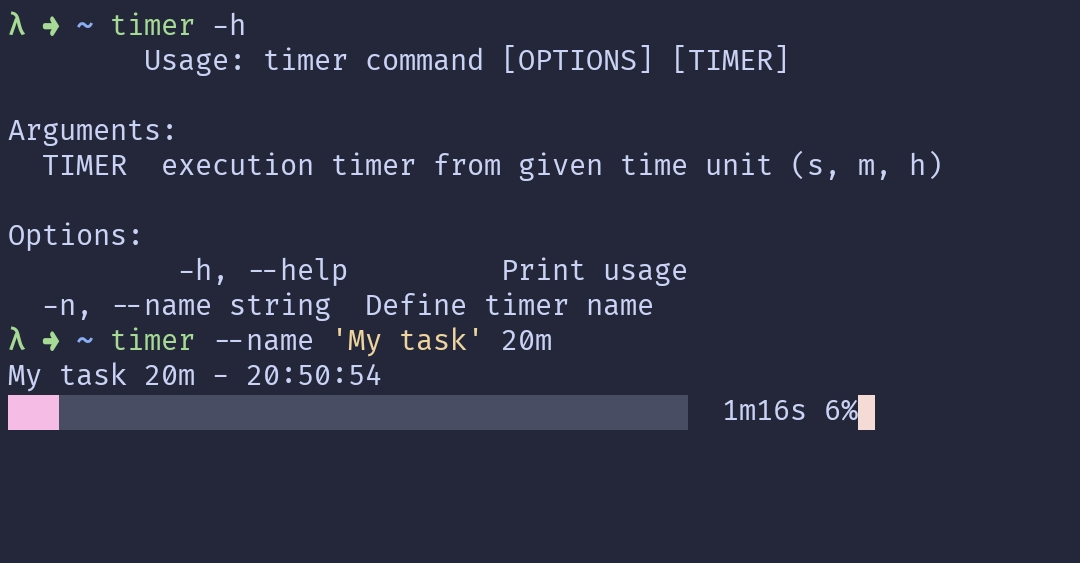 λ ➜ ~ timer -h
Usage: timer command [OPTIONS] [TIMER]
Arguments:
TIMER  execution timer from given time unit (s, m, h)
Options:
-h, --help         Print usage
-n, --name string  Define timer name
λ ➜ ~ timer --name 'My task' 20m
My task 20m - 20:50:54
1m16s 6%